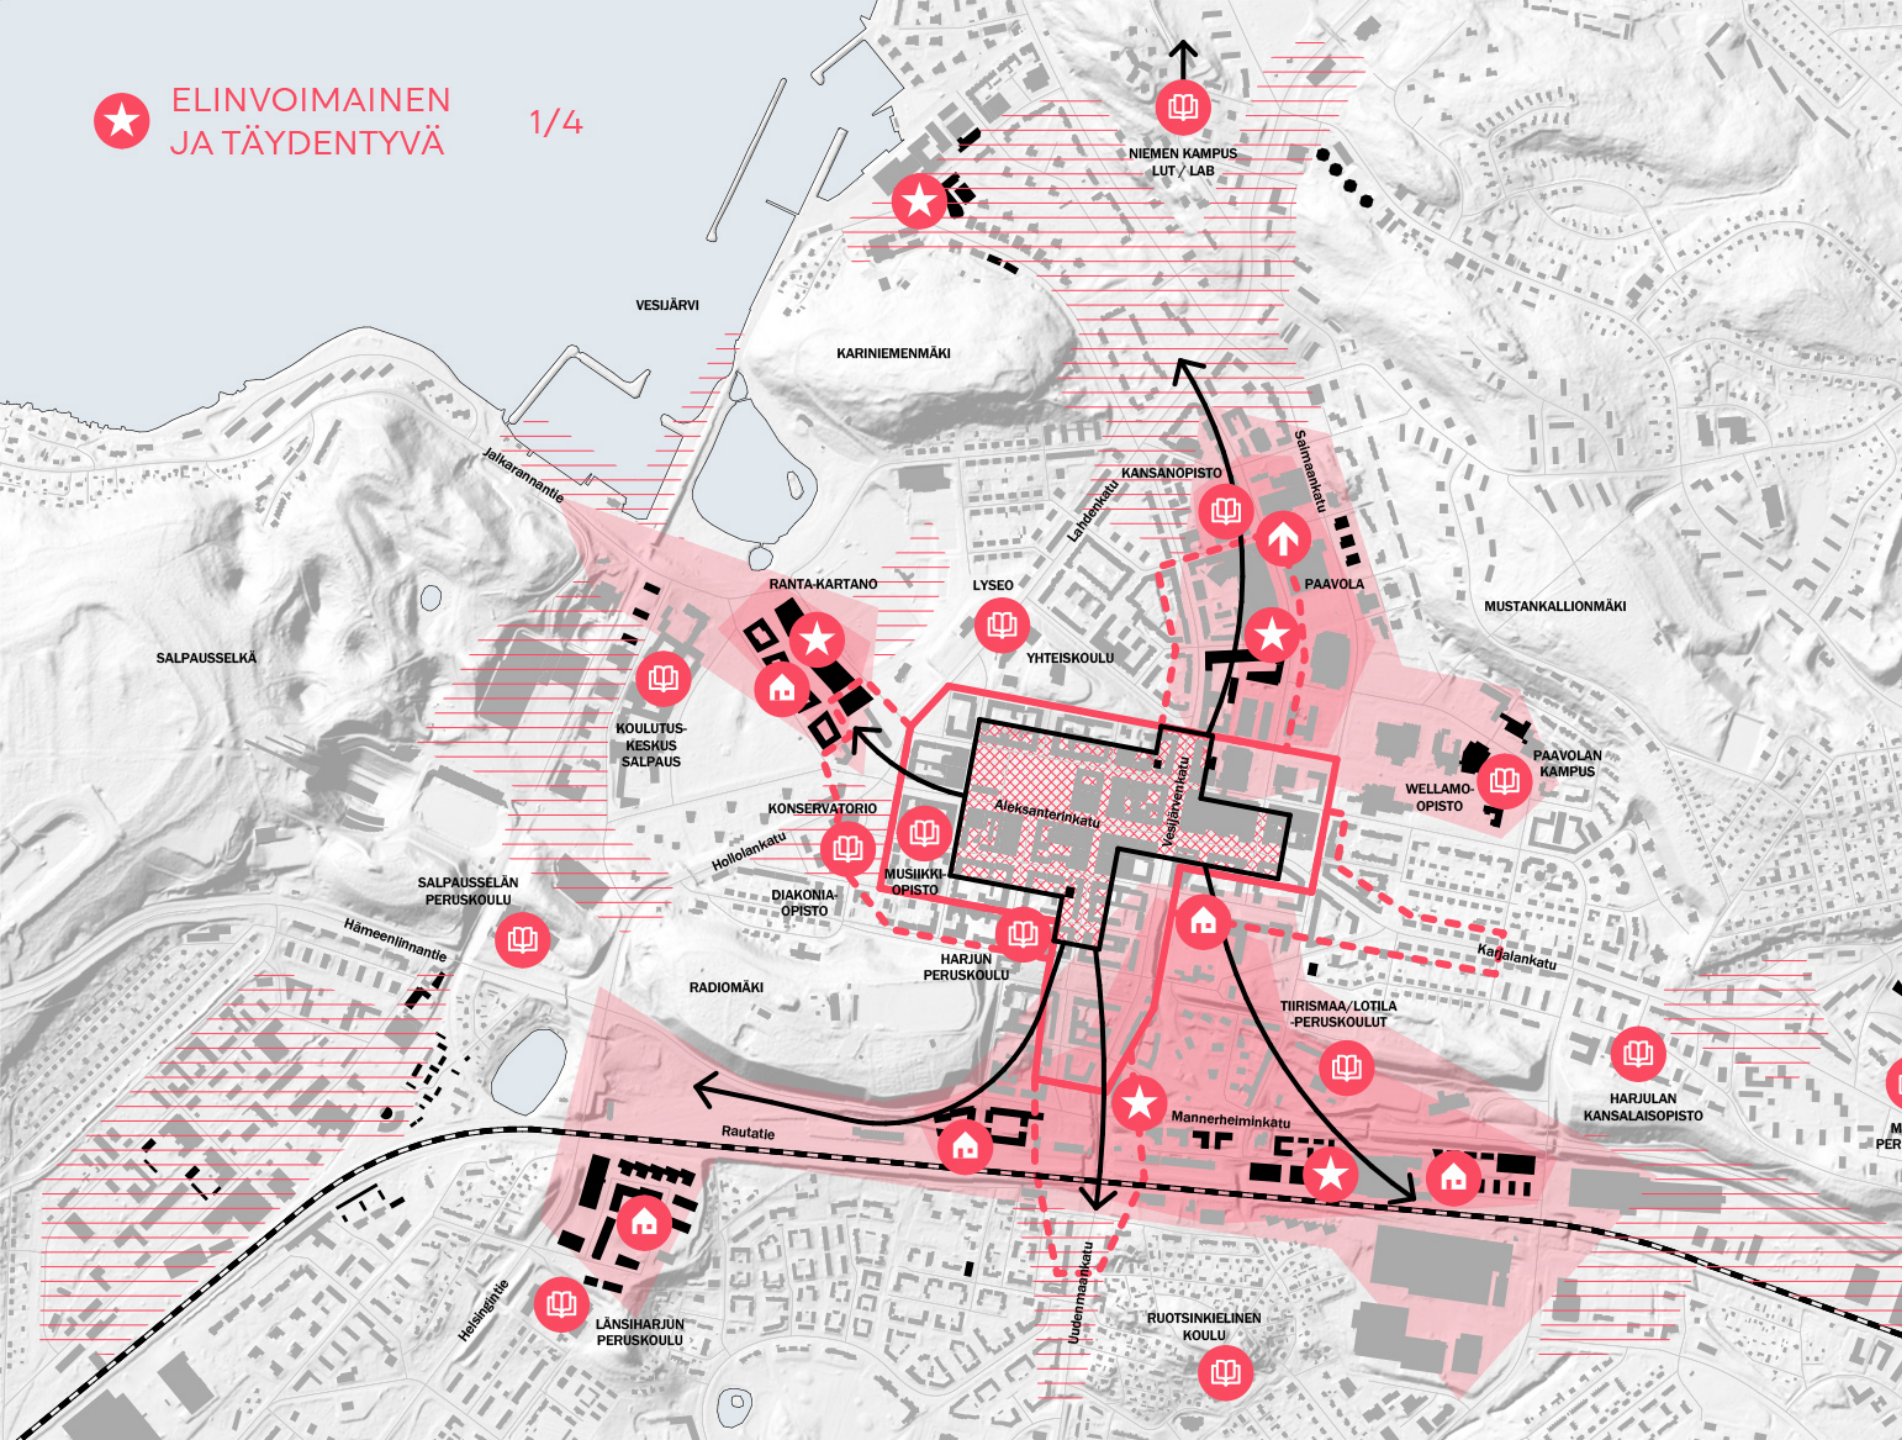 ELINVOIMAINEN
JA TÄYDENTYVÄ
1/4
NIEMEN KAMPUS
LUT / LAB
VESIJÄRVI
KARINIEMENMÄKI
Jalkarannantie
KANSANOPISTO
Saimaankatu
Lahdenkatu
RANTA-KARTANO
LYSEO
PAAVOLA
MUSTANKALLIONMÄKI
SALPAUSSELKÄ
YHTEISKOULU
KOULUTUS-
KESKUS
SALPAUS
PAAVOLAN
KAMPUS
WELLAMO-
OPISTO
KONSERVATORIO
Aleksanterinkatu
Vesijärvenkatu
Hollolankatu
MUSIIKKI-
OPISTO
SALPAUSSELÄN
PERUSKOULU
DIAKONIA-
OPISTO
Hämeenlinnantie
HARJUN
PERUSKOULU
Karjalankatu
RADIOMÄKI
TIIRISMAA/LOTILA
-PERUSKOULUT
HARJULAN
KANSALAISOPISTO
M
PER
Mannerheiminkatu
Rautatie
Uudenmaankatu
Helsingintie
LÄNSIHARJUN
PERUSKOULU
RUOTSINKIELINEN
KOULU